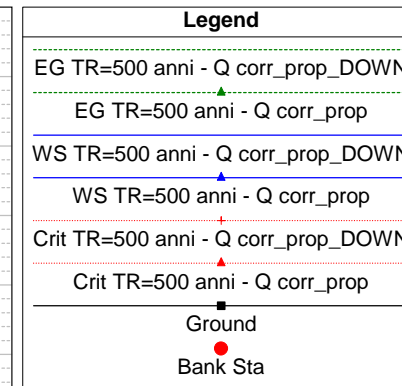 Legend
EG TR=500 anni - Q corr_prop_DOWN
EG TR=500 anni - Q corr_prop
WS TR=500 anni - Q corr_prop_DOWN
WS TR=500 anni - Q corr_prop
Crit TR=500 anni - Q corr_prop_DOWN
Crit TR=500 anni - Q corr_prop
Ground
Bank Sta